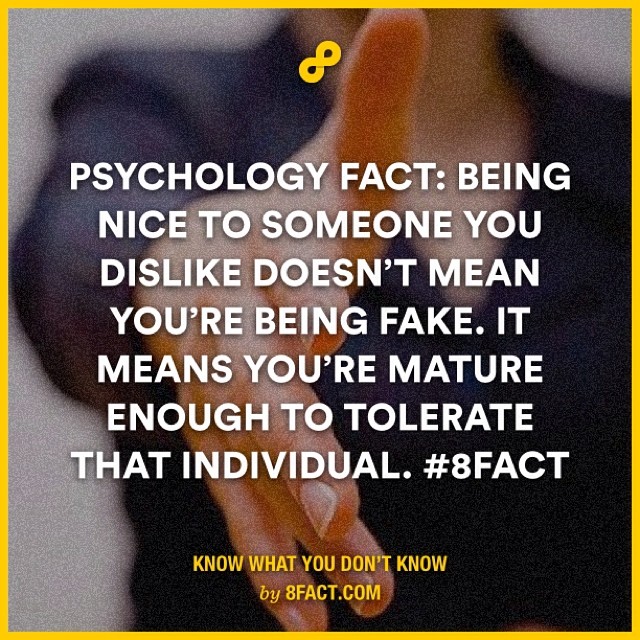 PSYCHOLOGY FACT: BEING
NICE TO SOMEONE YOU
DISLIKE DOESN'T MEAN
YOU'RE BEING FAKE. IT
MEANS YOU'RE MATURE
ENOUGH TO TOLERATE
THAT INDIVIDUAL. #8FACT
KNOW WHAT YOU DON'T KNOW
by 8FACT.COM